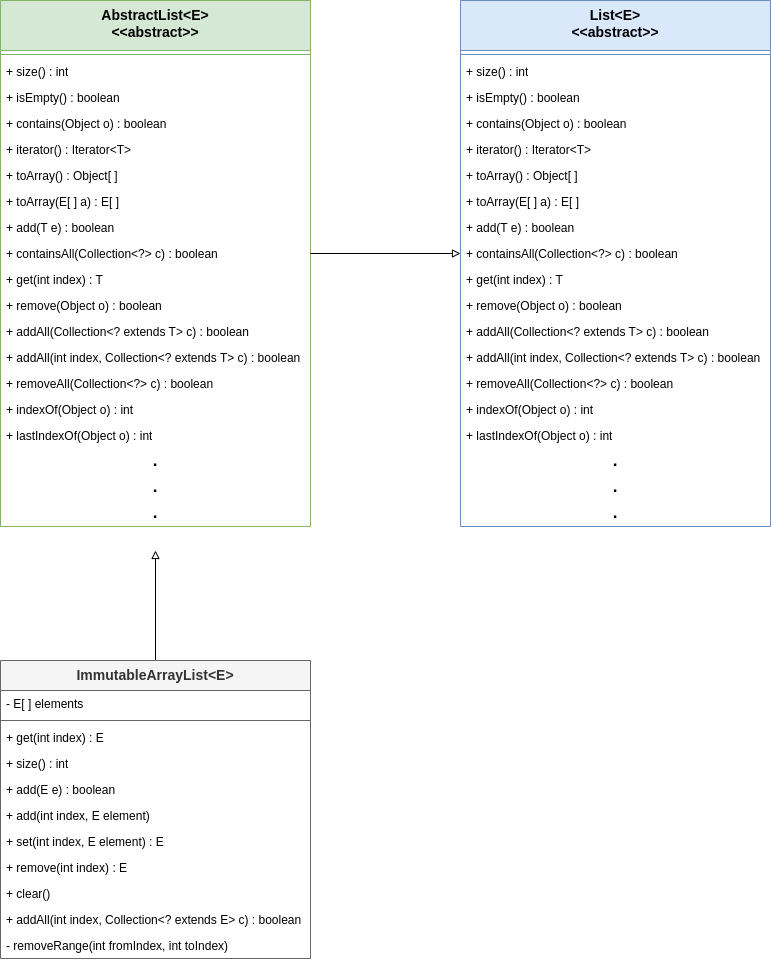 AbstractList<E>
<<abstract>>
+ size() : int
+ isEmpty() : boolean
+ contains(Object o) : boolean
+ iterator() : Iterator<T>
+ toArray() : Object[ ]
+ toArray(E[ ] a) : E[ ]
+ add(T e) : boolean
+ containsAll(Collection<?> c) : boolean
+ get(int index) : T
+ remove(Object o) : boolean
+ addAll(Collection<? extends T> c) : boolean
+ addAll(int index, Collection<? extends T> c) : boolean
+ removeAll(Collection<?> c) : boolean
+ indexOf(Object o) : int
+ lastIndexOf(Object o) : int
.
.
.
List<E>
<<abstract>>
+ size() : int
+ isEmpty() : boolean
+ contains(Object o) : boolean
+ iterator() : Iterator<T>
+ toArray() : Object[ ]
+ toArray(E[ ] a) : E[ ]
+ add(T e) : boolean
+ containsAll(Collection<?> c) : boolean
+ get(int index) : T
+ remove(Object o) : boolean
+ addAll(Collection<? extends T> c) : boolean
+ addAll(int index, Collection<? extends T> c) : boolean
+ removeAll(Collection<?> c) : boolean
+ indexOf(Object o) : int
+ lastIndexOf(Object o) : int
.
.
.
ImmutableArrayList<E>
- E[ ] elements
+ get(int index) : E
+ size() : int
+ add(E e) : boolean
+ add(int index, E element)
+ set(int index, E element) : E
+ remove(int index) : E
+ clear()
+ addAll(int index, Collection<? extends E> c) : boolean
- removeRange(int fromIndex, int toIndex)